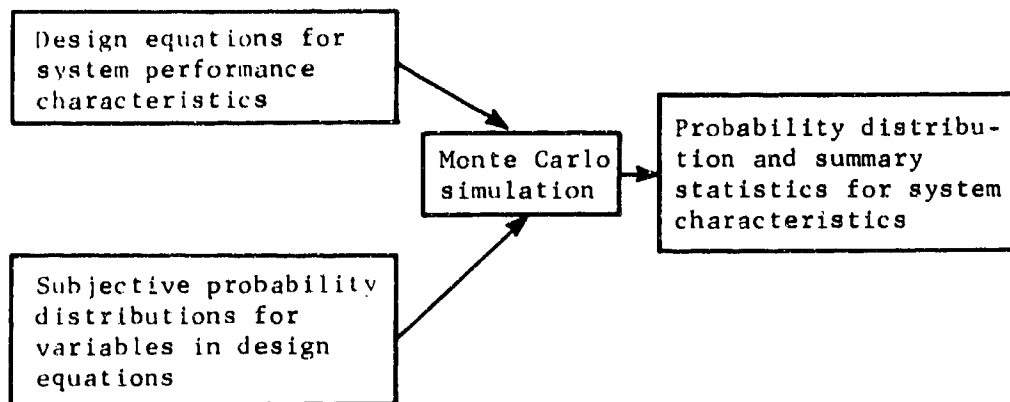 Design equations for
system performance
characteristics
Monte Carlo
simulation
Probability distribu-
tion and summary
statistics for system
characteristics
Subjective probability
distributions for
variables in design
equations